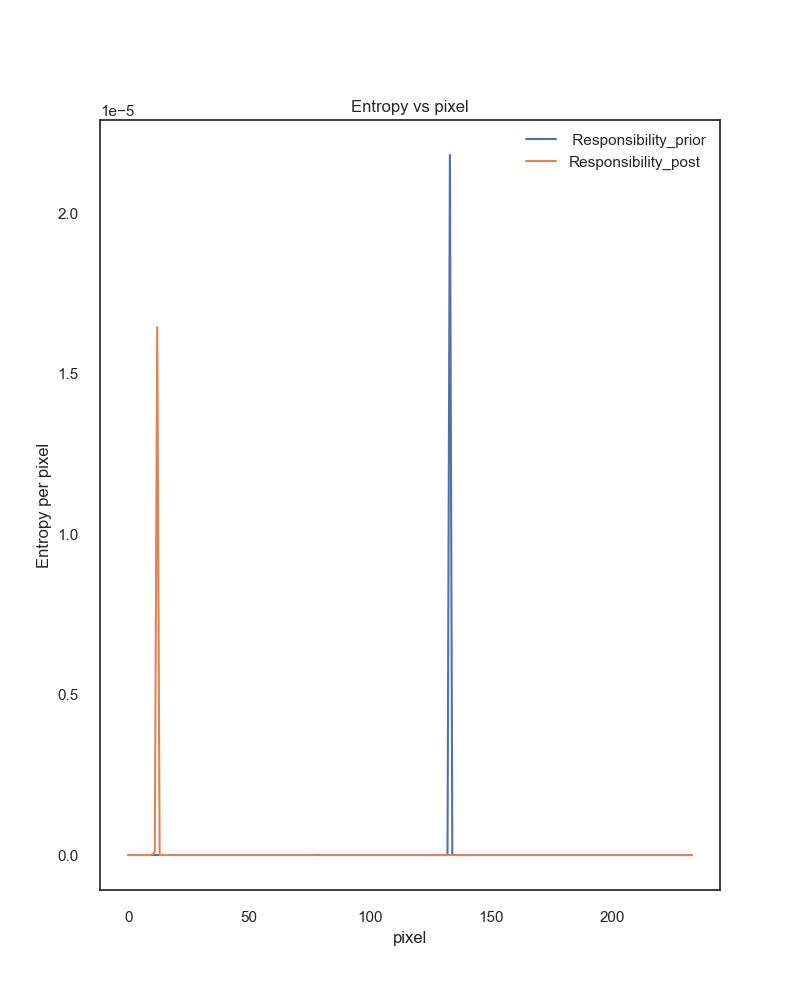 Entropy vs pixel
1e−5
Responsibility_prior
Responsibility_post
2.0
1.5
1.0
0.5
0.0
Entropy per pixel
0 50 100 150 200
pixel